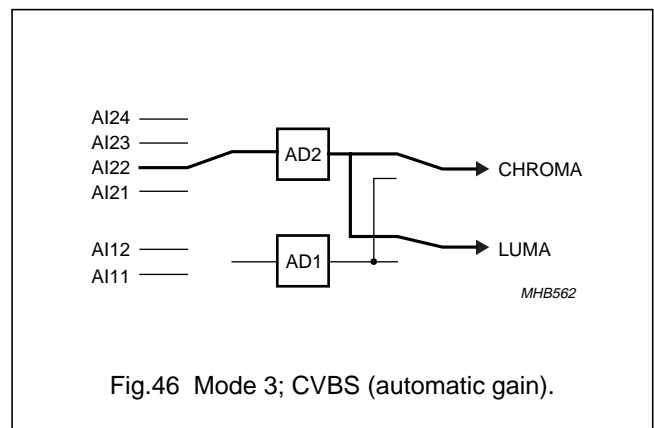 AI24
AI23
AI22
AI21
AD2
CHROMA
AI12
AI11
AD1
LUMA
MHB562
Fig.46 Mode 3; CVBS (automatic gain).